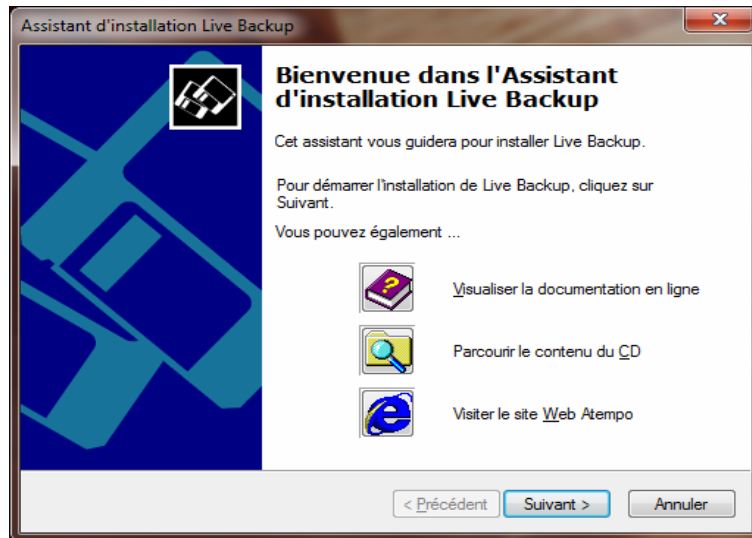 Assistant d'installation Live Backup
Bienvenue dans l'Assistant
d'installation Live Backup
Cet assistant vous guidera pour installer Live Backup.
Pour démarrer l'installation de Live Backup, cliquez sur
Suivant.
Vous pouvez également ...
Visualiser la documentation en ligne
Parcourir le contenu du CD
Visiter le site Web Atempo
< Précédent
Suivant >
Annuler